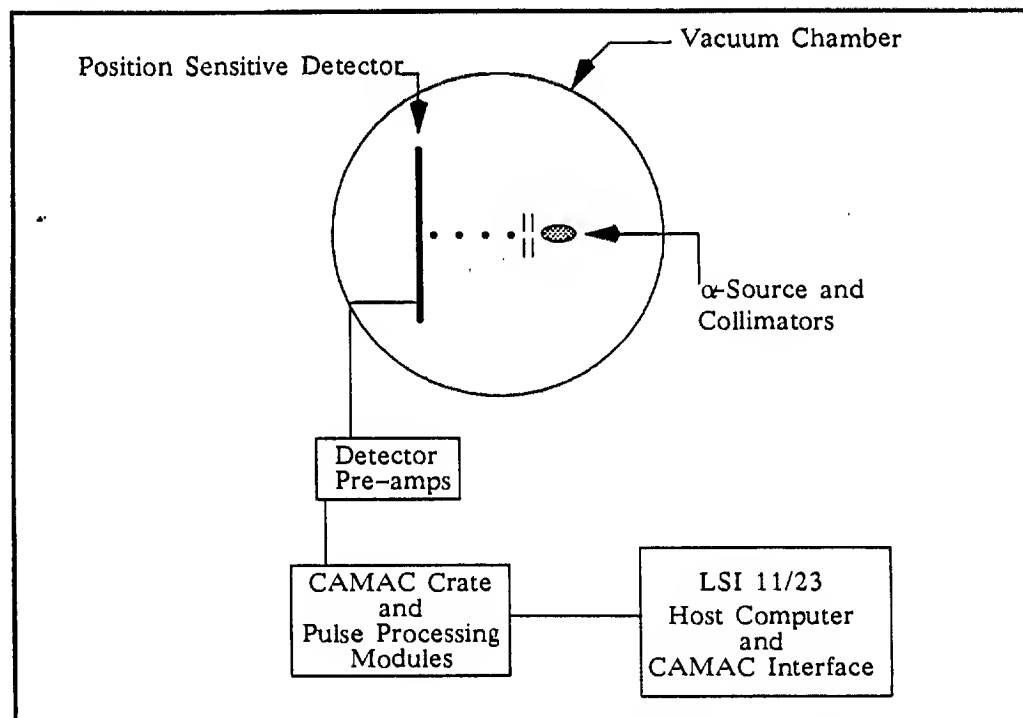 Vacuum Chamber
Position Sensitive Detector
α-Source and
Collimators
Detector
Pre-amps
CAMAC Crate
and
Pulse Processing
Modules
LSI 11/23
Host Computer
and
CAMAC Interface